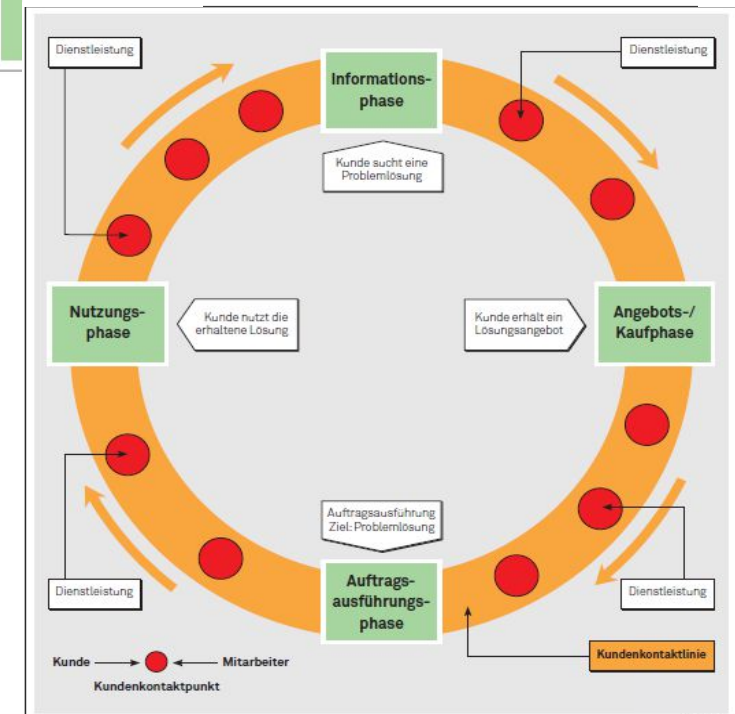 Dienstleistung
Informations-
phase
Dienstleistung
Kunde sucht eine
Problemlösung
Nutzungs-
phase
Kunde nutzt die
erhaltene Lösung
Kunde erhält ein
Lösungsangebot
Angebots-/
Kaufphase
Auftragsausführung
Ziel: Problemlösung
Dienstleistung
Auftrags-
ausführungs-
phase
Dienstleistung
Kunde
Mitarbeiter
Kundenkontaktpunkt
Kundenkontaktlinie